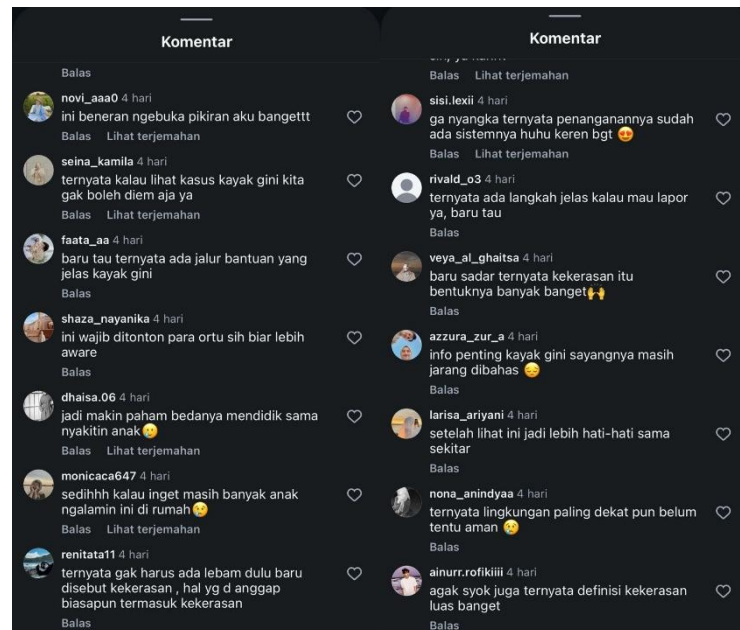 Komentar
Balas
novi_aaa0 4 hari
ini beneran ngebuka pikiran aku bangettt
Balas Lihat terjemahan
seina_kamila 4 hari
ternyata kalau lihat kasus kayak gini kita
gak boleh diem aja ya
Balas Lihat terjemahan
faata_aa 4 hari
baru tau ternyata ada jalur bantuan yang
jelas kayak gini
Balas
shaza_nayanika 4 hari
ini wajib ditonton para ortu sih biar lebih
aware
Balas
dhaisa.06 4 hari
jadi makin paham bedanya mendidik sama
nyakitin anak🥲
Balas Lihat terjemahan
monicaca647 4 hari
sedihhh kalau inget masih banyak anak
ngalamin ini di rumah😢
Balas Lihat terjemahan
renitata11 4 hari
ternyata gak harus ada lebam dulu baru
disebut kekerasan , hal yg d anggap
biasapun termasuk kekerasan
Balas
Komentar
Balas Lihat terjemahan
sisi.lexii 4 hari
ga nyangka ternyata penanganannya sudah
ada sistemnya huhu keren bgt 😍
Balas Lihat terjemahan
rivald_o3 4 hari
ternyata ada langkah jelas kalau mau lapor
ya, baru tau
Balas
veya_al_ghaitsa 4 hari
baru sadar ternyata kekerasan itu
bentuknya banyak banget🙌
Balas
azzura_zur_a 4 hari
info penting kayak gini sayangnya masih
jarang dibahas 😔
Balas
larisa_ariyani 4 hari
setelah lihat ini jadi lebih hati-hati sama
sekitar
Balas
nona_anindyaa 4 hari
ternyata lingkungan paling dekat pun belum
tentu aman 😢
Balas
ainurr.rofikiiii 4 hari
agak syok juga ternyata definisi kekerasan
luas banget
Balas